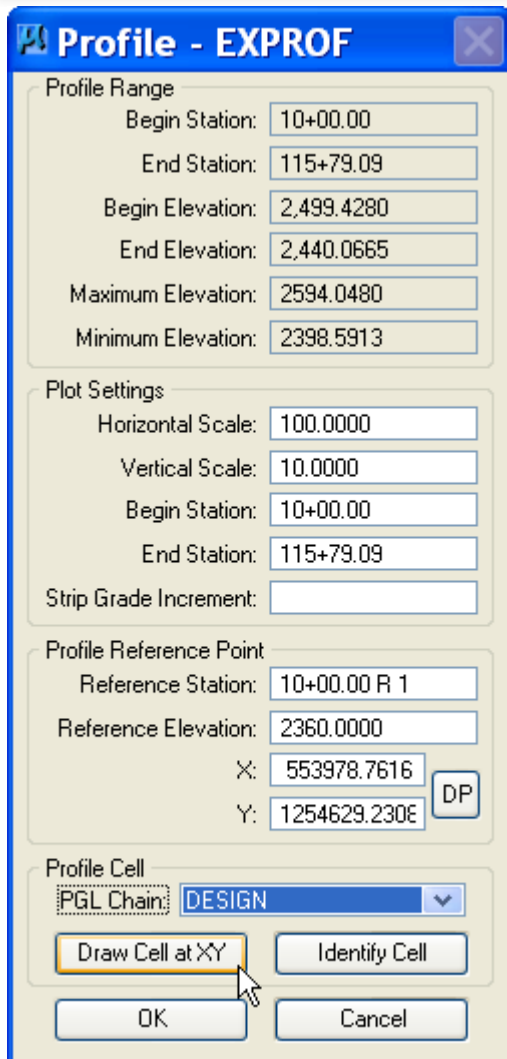 Profile - EXPROF
Profile Range
Begin Station: 10+00.00
End Station: 115+79.09
Begin Elevation: 2,499.4280
End Elevation: 2,440.0665
Maximum Elevation: 2594.0480
Minimum Elevation: 2398.5913
Plot Settings
Horizontal Scale: 100.0000
Vertical Scale: 10.0000
Begin Station: 10+00.00
End Station: 115+79.09
Strip Grade Increment:
Profile Reference Point
Reference Station: 10+00.00 R 1
Reference Elevation: 2360.0000
X: 553978.7616
DP
Y: 1254629.2308
Profile Cell
PGL Chain: DESIGN
Draw Cell at XY Identify Cell
OK Cancel